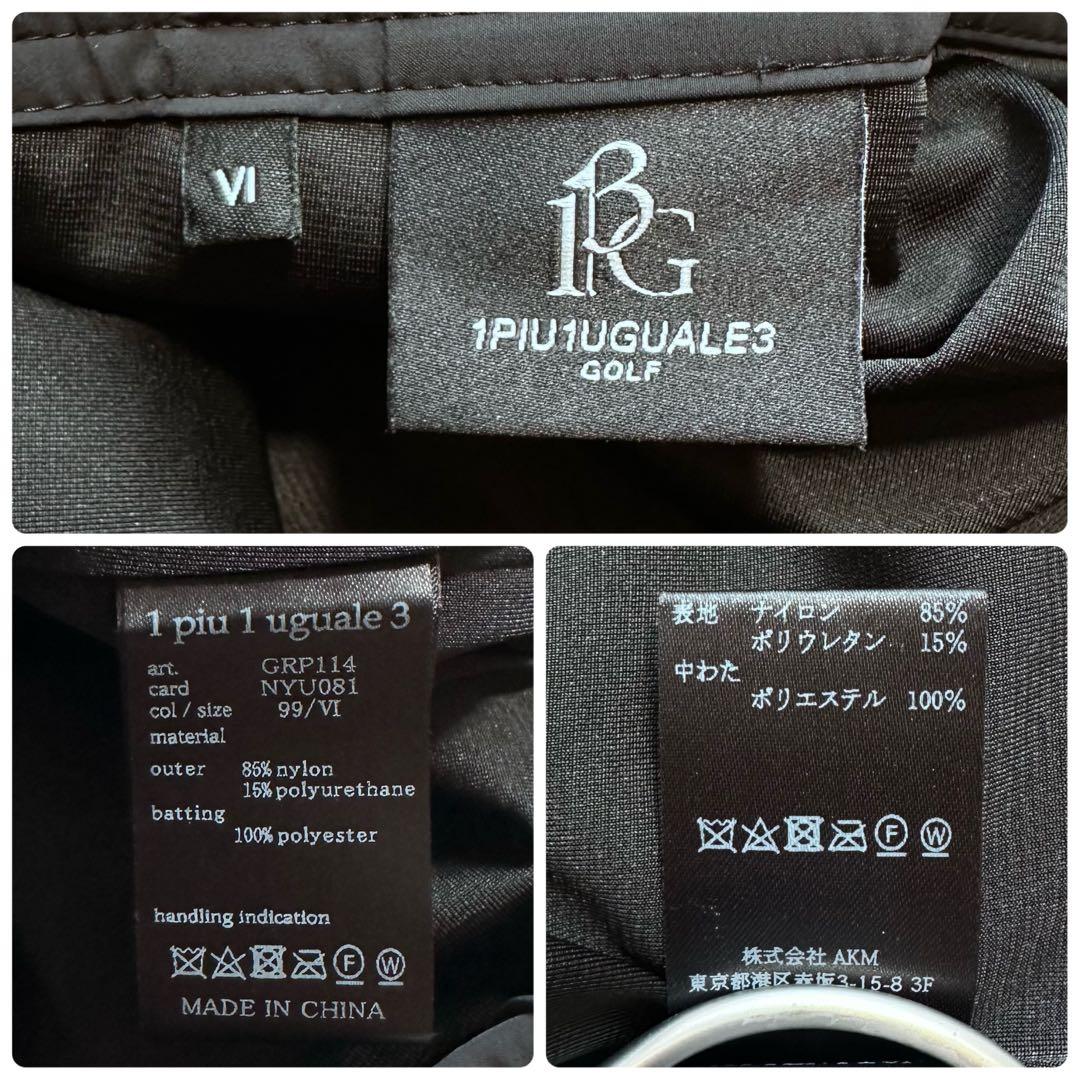 VI
1PG
1PIU1UGUALE3
GOLF
1 piu 1 uguale 3
art. GRP114
card NYU081
col / size 99/VI
material
outer 85% nylon
15% polyurethane
batting
100% polyester
handling indication
F W
MADE IN CHINA
表地 ナイロン 85%
ポリウレタン 15%
中わた
ポリエステル 100%
F W
株式会社 AKM
東京都港区赤坂3-15-8 3F